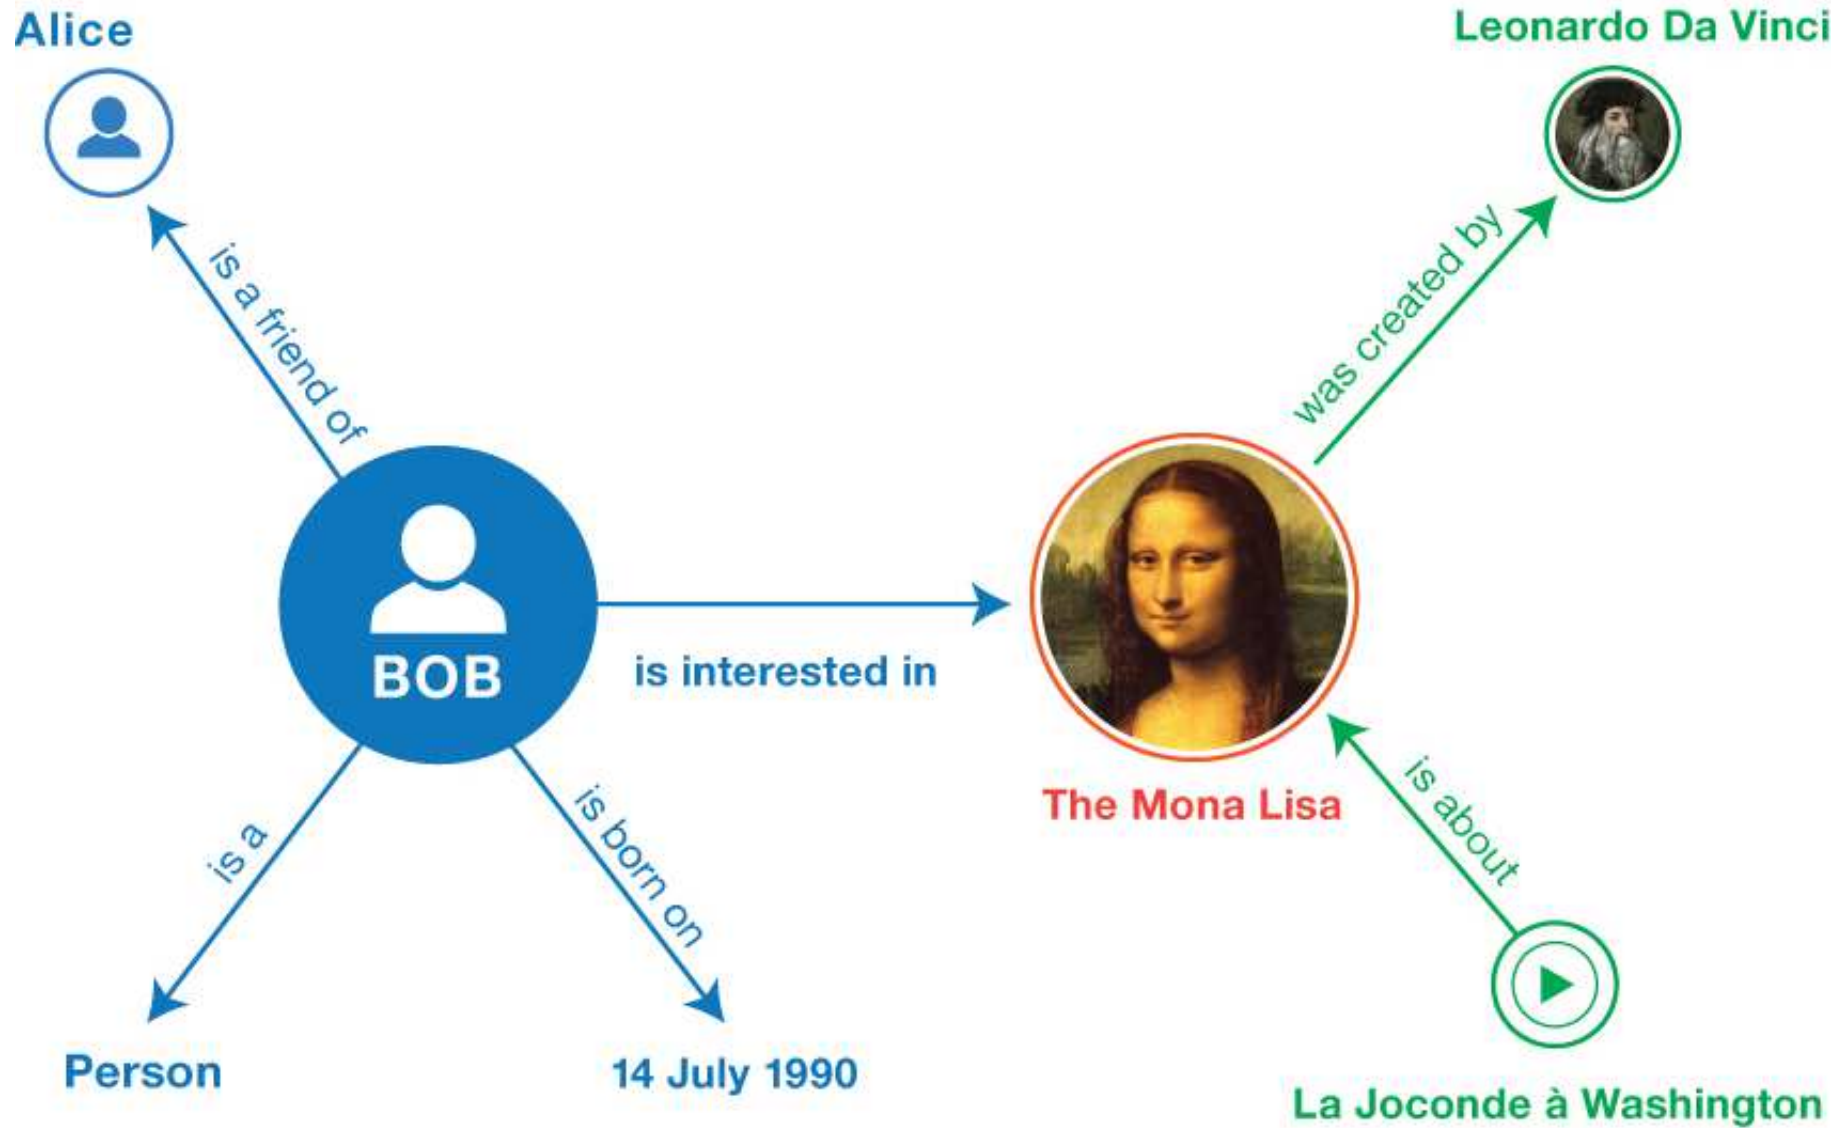 Alice
Leonardo Da Vinci
is a friend of
was created by
BOB
is interested in
The Mona Lisa
is a
is born on
is about
Person
14 July 1990
La Joconde à Washington